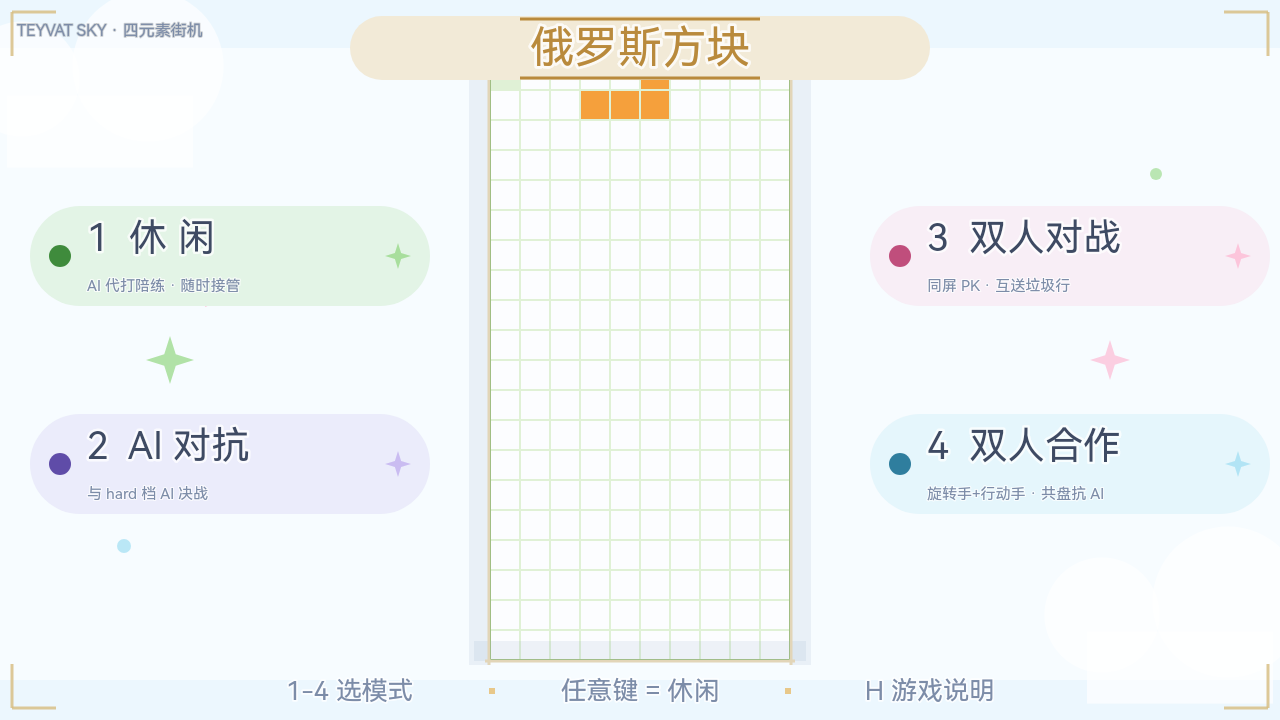 TEYVAT SKY · 四元素街机
俄罗斯方块
1 休 闲
AI 代打陪练 · 随时接管
2 AI 对抗
与 hard 档 AI 决战
3 双人对战
同屏 PK · 互送垃圾行
4 双人合作
旋转手+行动手 · 共盘抗 AI
1-4 选模式
任意键 = 休闲
H 游戏说明